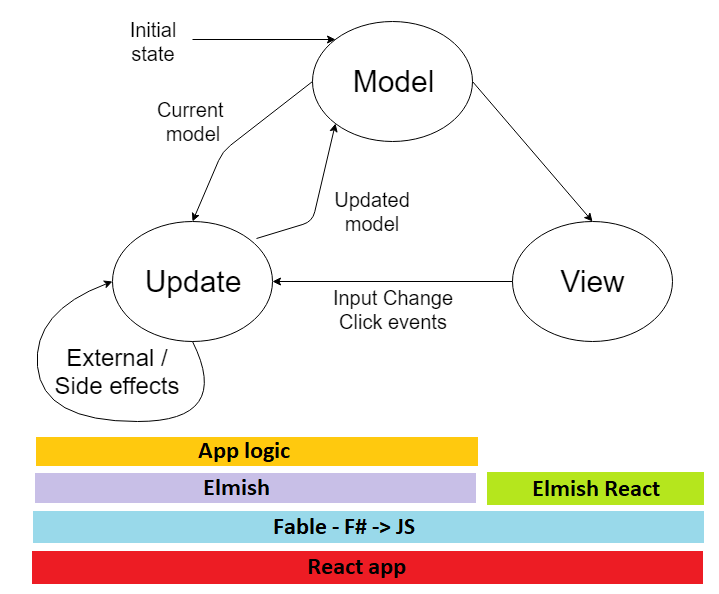 Initial
state
Model
Current
model
Updated
model
Update
View
Input Change
Click events
External /
Side effects
App logic
Elmish
Elmish React
Fable - F# -> JS
React app